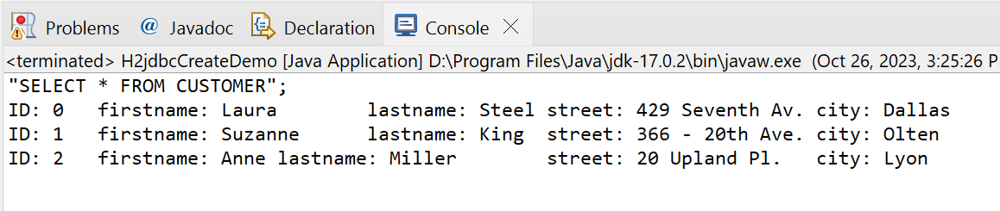 Problems @ Javadoc Declaration Console
<terminated> H2jdbcCreateDemo [Java Application] D:\Program Files\Java\jdk-17.0.2\bin\javaw.exe (Oct 26, 2023, 3:25:26 P
"SELECT * FROM CUSTOMER";
ID: 0 firstname: Laura lastname: Steel street: 429 Seventh Av. city: Dallas
ID: 1 firstname: Suzanne lastname: King street: 366 - 20th Ave. city: Olten
ID: 2 firstname: Anne lastname: Miller street: 20 Upland Pl. city: Lyon